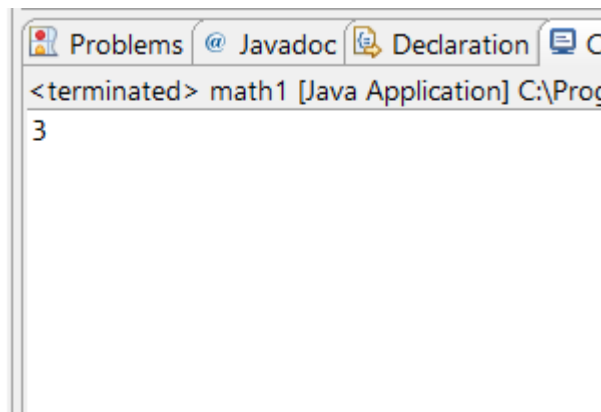 Problems @ Javadoc Declaration C
<terminated> math1 [Java Application] C:\Prog
3